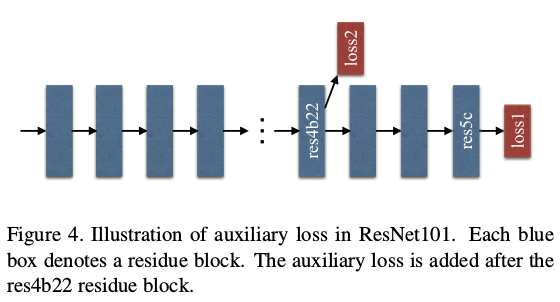 loss2
res4b22
res5c
loss1
Figure 4. Illustration of auxiliary loss in ResNet101. Each blue
box denotes a residue block. The auxiliary loss is added after the
res4b22 residue block.